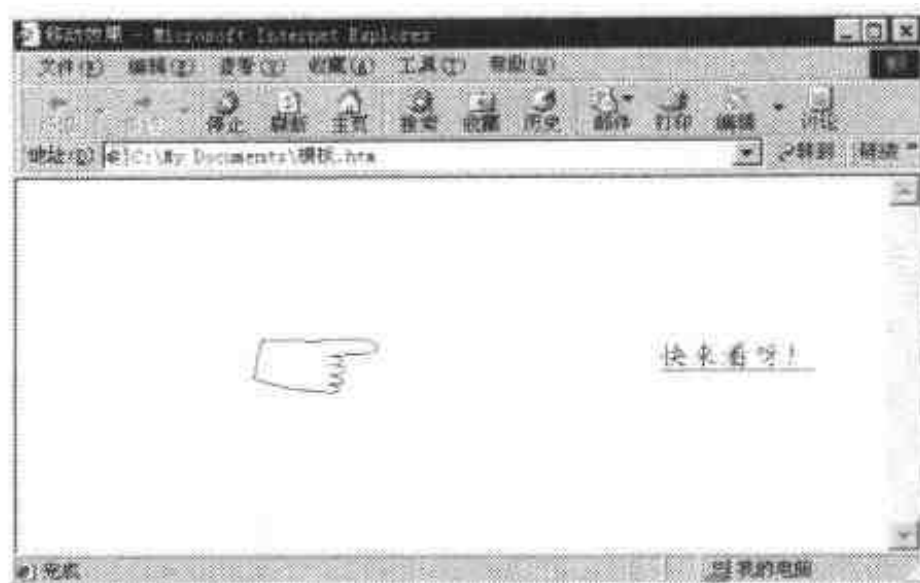 移动效果 - Microsoft Internet Explorer
文件(F) 编辑(E) 查看(V) 收藏(A) 工具(T) 帮助(H)
停止 刷新 主页 搜索 收藏 历史 邮件 打印 编辑 讨论
地址(D) C:\My Documents\模板.htm 转到 链接 »
快来看呀!
完成 我的电脑